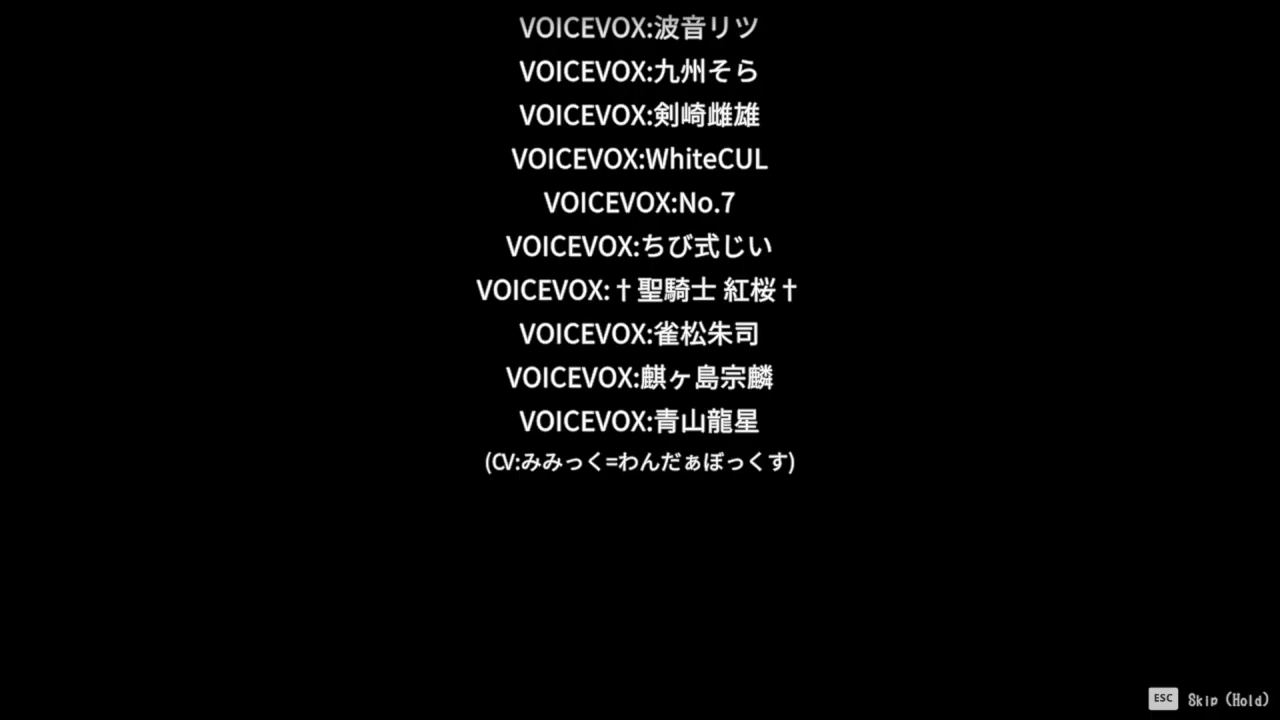 VOICEVOX:波音リツ
VOICEVOX:九州そら
VOICEVOX:剣崎雌雄
VOICEVOX:WhiteCUL
VOICEVOX:No.7
VOICEVOX:ちび式じい
VOICEVOX:†聖騎士 紅桜†
VOICEVOX:雀松朱司
VOICEVOX:麒ヶ島宗麟
VOICEVOX:青山龍星
(CV:みみっく=わんだぁぼっくす)
ESC Skip (Hold)